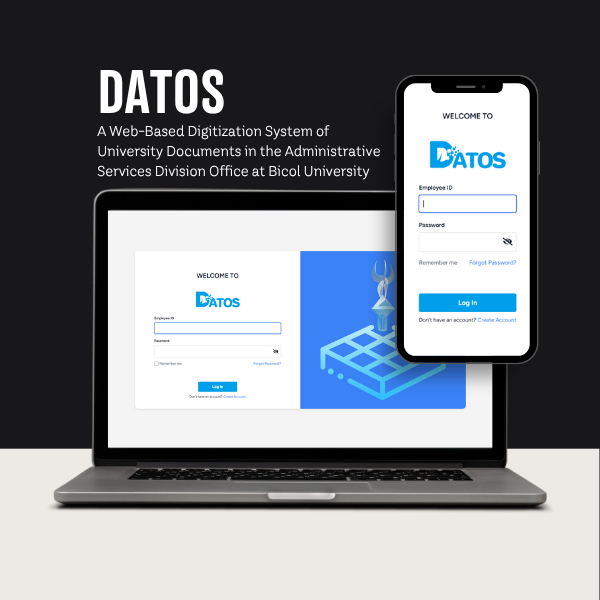 DATOS
A Web-Based Digitization System of
University Documents in the Administrative
Services Division Office at Bicol University
WELCOME TO
DATOS
Employee ID
Password
Remember me Forgot Password?
Log In
Don't have an account? Create Account
WELCOME TO
DATOS
Employee ID
Password
Remember me Forgot Password?
Log In
Don't have an account? Create Account